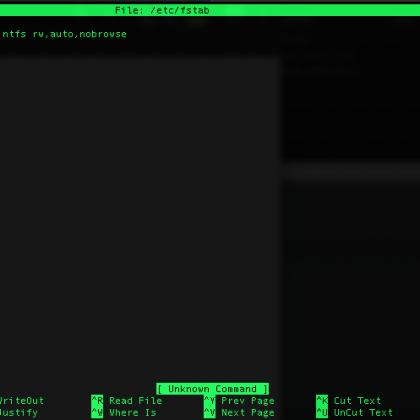 File: /etc/fstab
ntfs rw,auto,nobrowse
[ Unknown Command ]
WriteOut ^R Read File ^Y Prev Page ^K Cut Text
Justify ^W Where Is ^V Next Page ^U UnCut Text